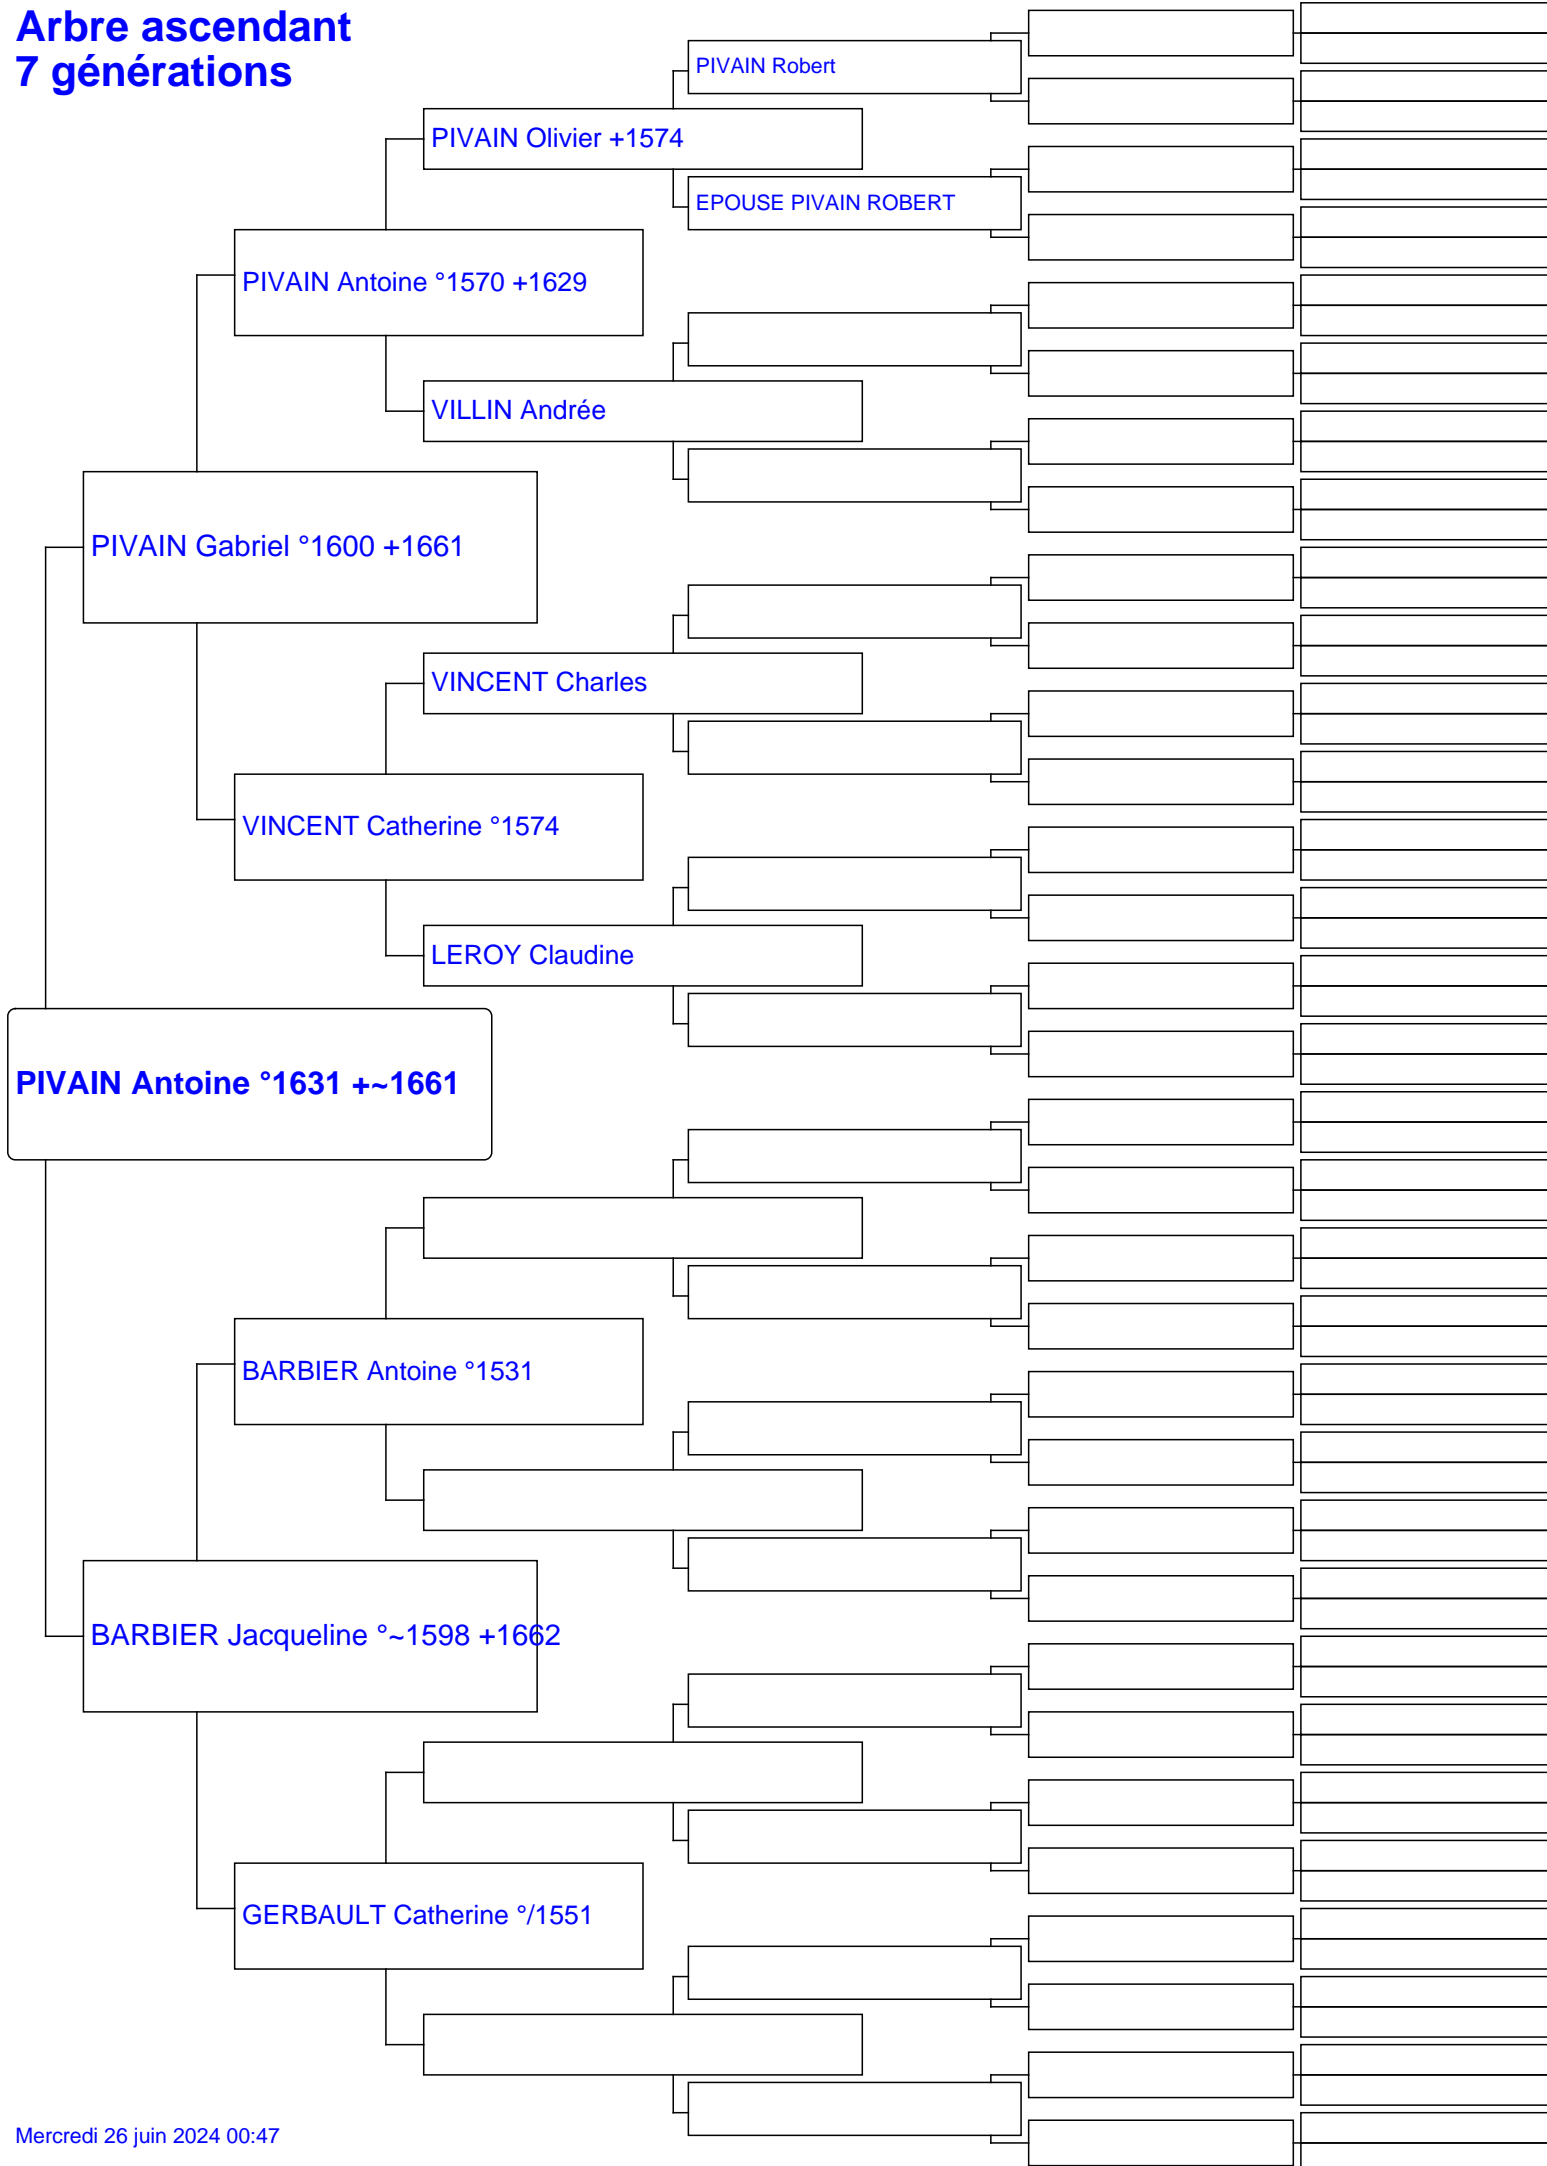 Arbre ascendant
7 générations
PIVAIN Robert
PIVAIN Olivier +1574
EPOUSE PIVAIN ROBERT
PIVAIN Antoine °1570 +1629
VILLIN Andrée
PIVAIN Gabriel °1600 +1661
VINCENT Charles
VINCENT Catherine °1574
LEROY Claudine
PIVAIN Antoine °1631 +~1661
BARBIER Antoine °1531
BARBIER Jacqueline °~1598 +1662
GERBAULT Catherine °/1551
Mercredi 26 juin 2024 00:47